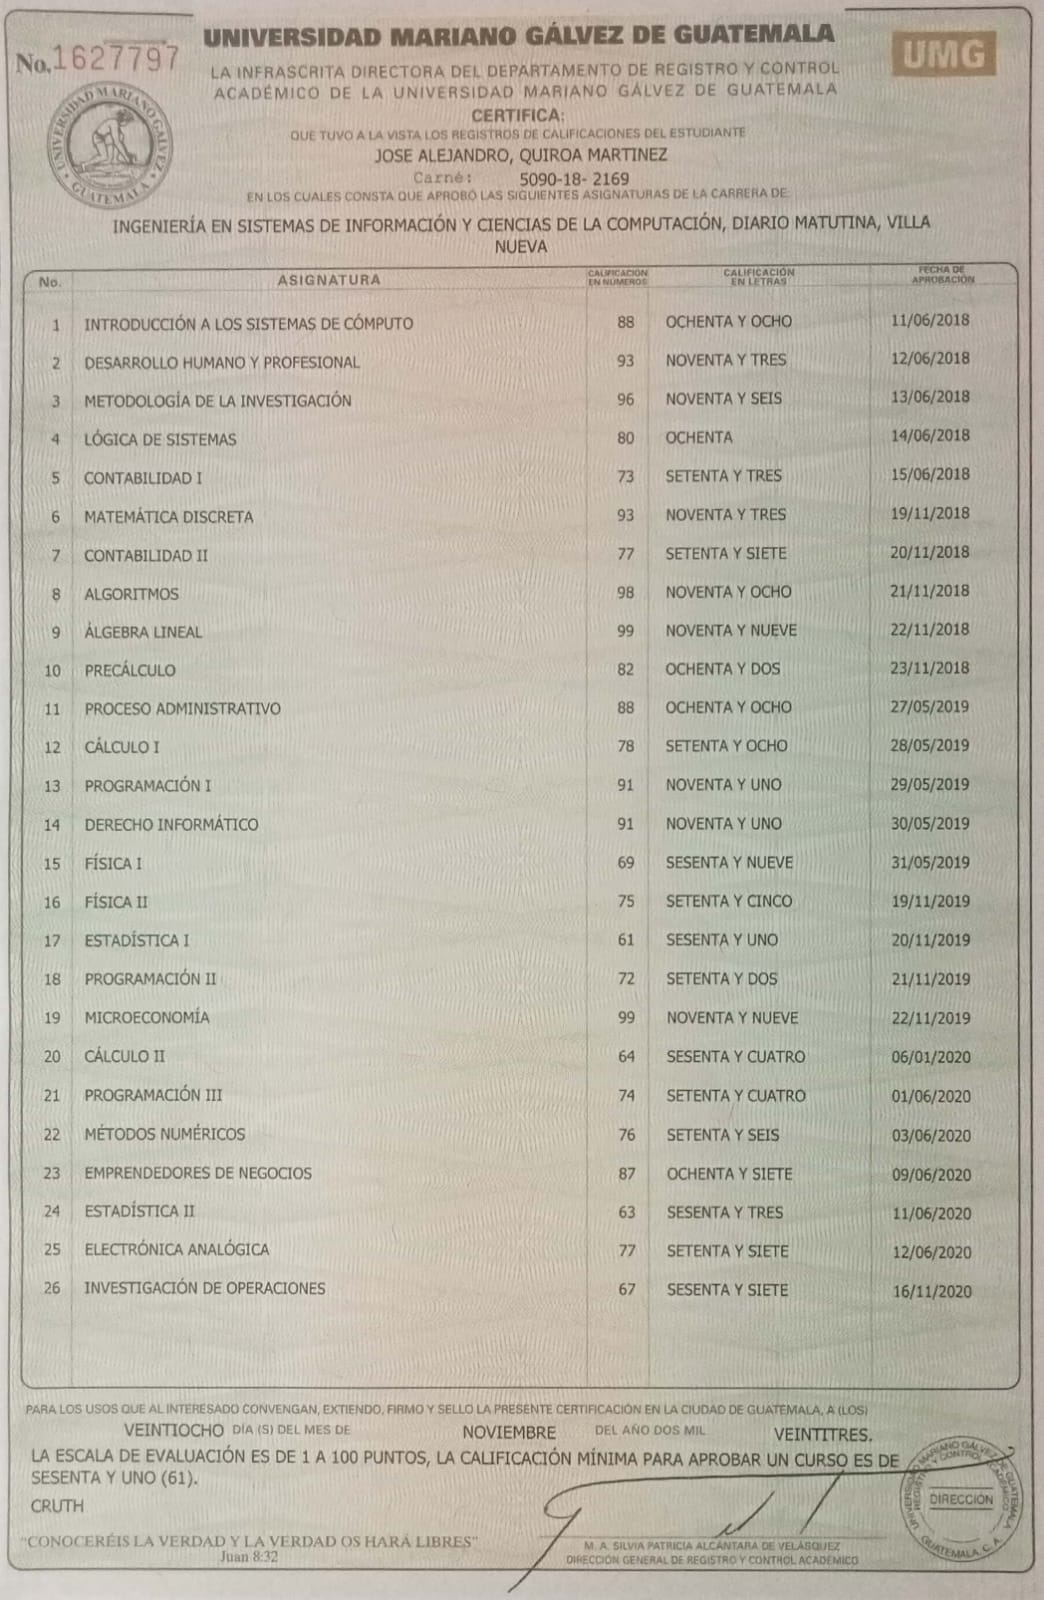 UNIVERSIDAD MARIANO GÁLVEZ DE GUATEMALA
No. 1627797
UMG
LA INFRASCRITA DIRECTORA DEL DEPARTAMENTO DE REGISTRO Y CONTROL
ACADÉMICO DE LA UNIVERSIDAD MARIANO GÁLVEZ DE GUATEMALA
UNIVERSIDAD MARIANO GÁLVEZ · GUATEMALA ·
CERTIFICA:
QUE TUVO A LA VISTA LOS REGISTROS DE CALIFICACIONES DEL ESTUDIANTE
JOSE ALEJANDRO, QUIROA MARTINEZ
Carné: 5090-18- 2169
EN LOS CUALES CONSTA QUE APROBÓ LAS SIGUIENTES ASIGNATURAS DE LA CARRERA DE:
INGENIERÍA EN SISTEMAS DE INFORMACIÓN Y CIENCIAS DE LA COMPUTACIÓN, DIARIO MATUTINA, VILLA
NUEVA
No. ASIGNATURA CALIFICACIÓN EN NÚMEROS CALIFICACIÓN EN LETRAS FECHA DE APROBACIÓN
1 INTRODUCCIÓN A LOS SISTEMAS DE CÓMPUTO 88 OCHENTA Y OCHO 11/06/2018
2 DESARROLLO HUMANO Y PROFESIONAL 93 NOVENTA Y TRES 12/06/2018
3 METODOLOGÍA DE LA INVESTIGACIÓN 96 NOVENTA Y SEIS 13/06/2018
4 LÓGICA DE SISTEMAS 80 OCHENTA 14/06/2018
5 CONTABILIDAD I 73 SETENTA Y TRES 15/06/2018
6 MATEMÁTICA DISCRETA 93 NOVENTA Y TRES 19/11/2018
7 CONTABILIDAD II 77 SETENTA Y SIETE 20/11/2018
8 ALGORITMOS 98 NOVENTA Y OCHO 21/11/2018
9 ÁLGEBRA LINEAL 99 NOVENTA Y NUEVE 22/11/2018
10 PRECÁLCULO 82 OCHENTA Y DOS 23/11/2018
11 PROCESO ADMINISTRATIVO 88 OCHENTA Y OCHO 27/05/2019
12 CÁLCULO I 78 SETENTA Y OCHO 28/05/2019
13 PROGRAMACIÓN I 91 NOVENTA Y UNO 29/05/2019
14 DERECHO INFORMÁTICO 91 NOVENTA Y UNO 30/05/2019
15 FÍSICA I 69 SESENTA Y NUEVE 31/05/2019
16 FÍSICA II 75 SETENTA Y CINCO 19/11/2019
17 ESTADÍSTICA I 61 SESENTA Y UNO 20/11/2019
18 PROGRAMACIÓN II 72 SETENTA Y DOS 21/11/2019
19 MICROECONOMÍA 99 NOVENTA Y NUEVE 22/11/2019
20 CÁLCULO II 64 SESENTA Y CUATRO 06/01/2020
21 PROGRAMACIÓN III 74 SETENTA Y CUATRO 01/06/2020
22 MÉTODOS NUMÉRICOS 76 SETENTA Y SEIS 03/06/2020
23 EMPRENDEDORES DE NEGOCIOS 87 OCHENTA Y SIETE 09/06/2020
24 ESTADÍSTICA II 63 SESENTA Y TRES 11/06/2020
25 ELECTRÓNICA ANALÓGICA 77 SETENTA Y SIETE 12/06/2020
26 INVESTIGACIÓN DE OPERACIONES 67 SESENTA Y SIETE 16/11/2020
PARA LOS USOS QUE AL INTERESADO CONVENGAN, EXTIENDO, FIRMO Y SELLO LA PRESENTE CERTIFICACIÓN EN LA CIUDAD DE GUATEMALA, A (LOS)
VEINTIOCHO DÍA (S) DEL MES DE NOVIEMBRE DEL AÑO DOS MIL VEINTITRES.
LA ESCALA DE EVALUACIÓN ES DE 1 A 100 PUNTOS, LA CALIFICACIÓN MÍNIMA PARA APROBAR UN CURSO ES DE
SESENTA Y UNO (61).
CRUTH
UNIVERSIDAD MARIANO GÁLVEZ DE GUATEMALA
REGISTRO Y CONTROL ACADÉMICO
DIRECCIÓN
GUATEMALA, C. A.
"CONOCERÉIS LA VERDAD Y LA VERDAD OS HARÁ LIBRES"
Juan 8:32
M. A. SILVIA PATRICIA ALCÁNTARA DE VELÁSQUEZ
DIRECCIÓN GENERAL DE REGISTRO Y CONTROL ACADÉMICO